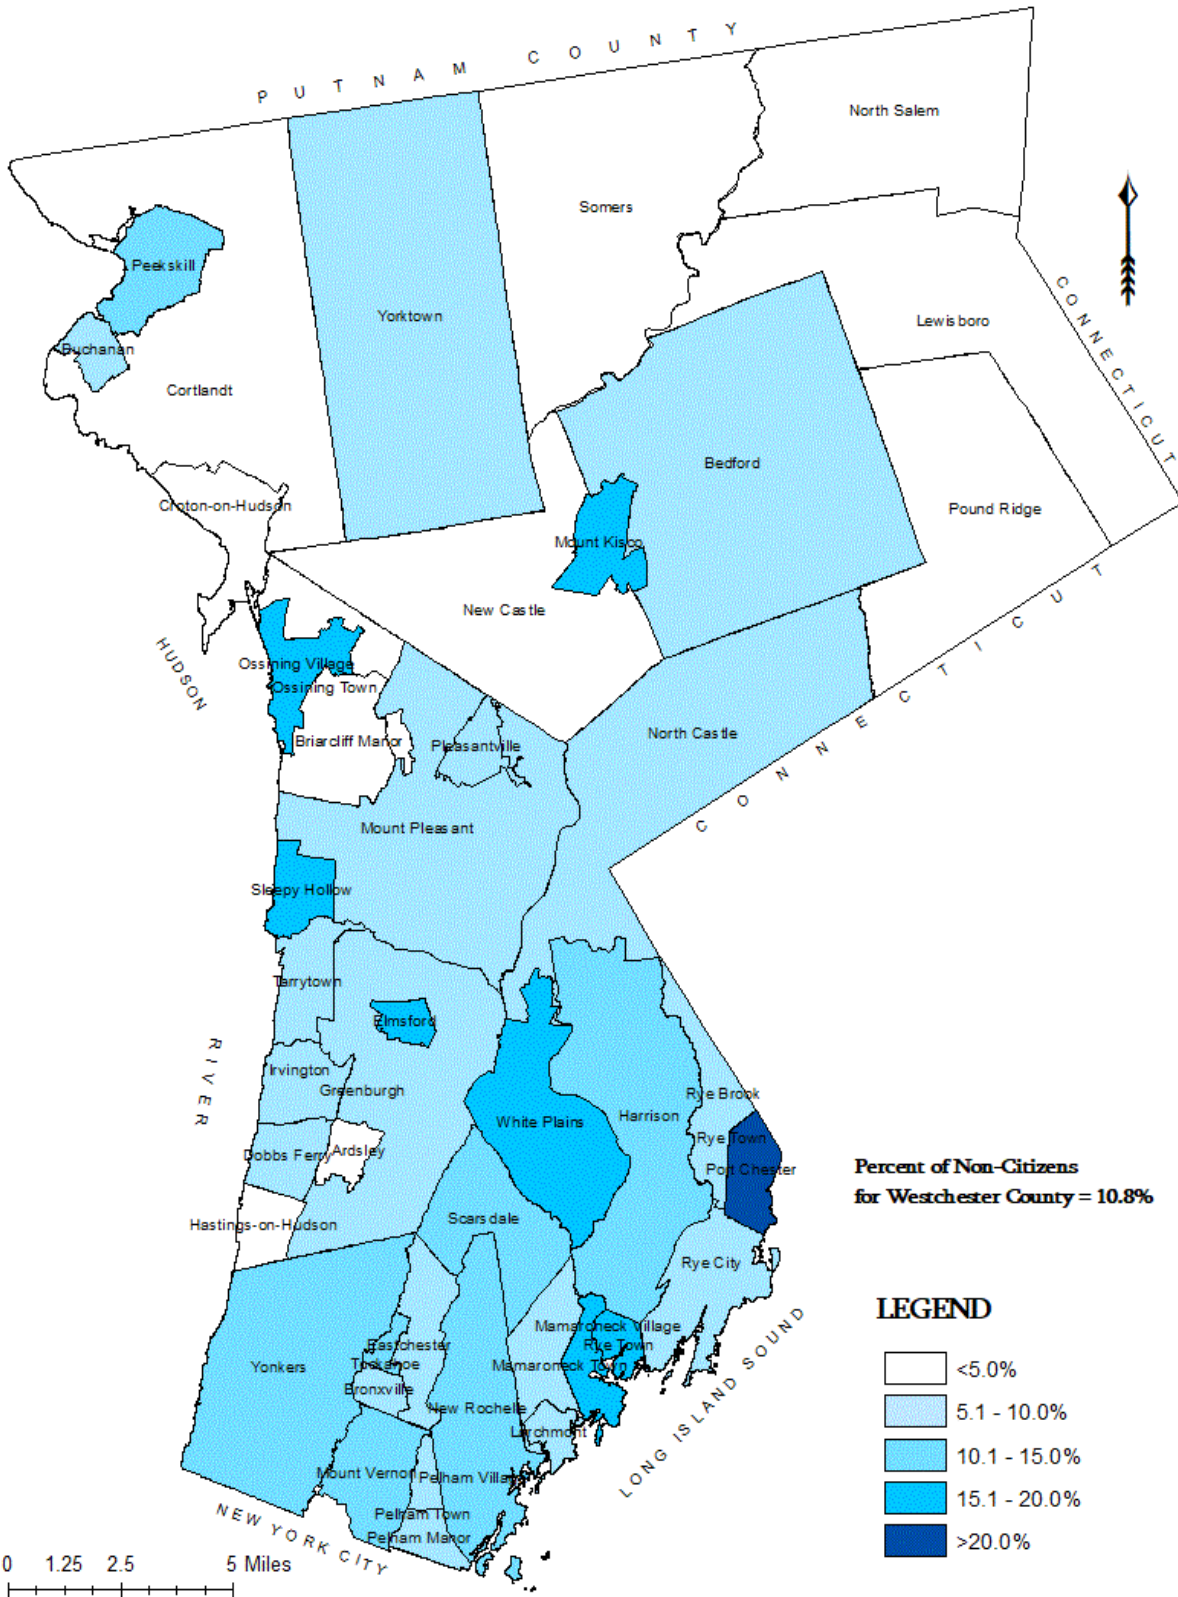 PUTNAM COUNTY
North Salem
Somers
Peekskill
Yorktown
Lewisboro
CONNECTICUT
Buchanan
Cortlandt
Bedford
Croton-on-Hudson
Pound Ridge
Mount Kisco
New Castle
CONNECTICUT
HUDSON
Ossining Village
Ossining Town
North Castle
Briarcliff Manor
Pleasantville
Mount Pleasant
Sleepy Hollow
Tarrytown
Elmsford
RIVER
Irvington
Greenburgh
Rye Brook
Harrison
White Plains
Rye Town
Dobbs Ferry
Ardsley
Port Chester
Percent of Non-Citizens
for Westchester County = 10.8%
Hastings-on-Hudson
Scarsdale
Rye City
LEGEND
Mamaroneck Village
Eastchester
Rye Town
Yonkers
Tuckahoe
Mamaroneck Town
<5.0%
Bronxville
New Rochelle
5.1 - 10.0%
LONG ISLAND SOUND
Larchmont
10.1 - 15.0%
Mount Vernon
Pelham Village
15.1 - 20.0%
NEW YORK CITY
Pelham Town
Pelham Manor
>20.0%
0 1.25 2.5 5 Miles